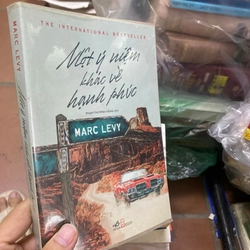 MARC LEVY
THE INTERNATIONAL BESTSELLER
Một ý niệm
khác về
hạnh phúc
MARC LEVY